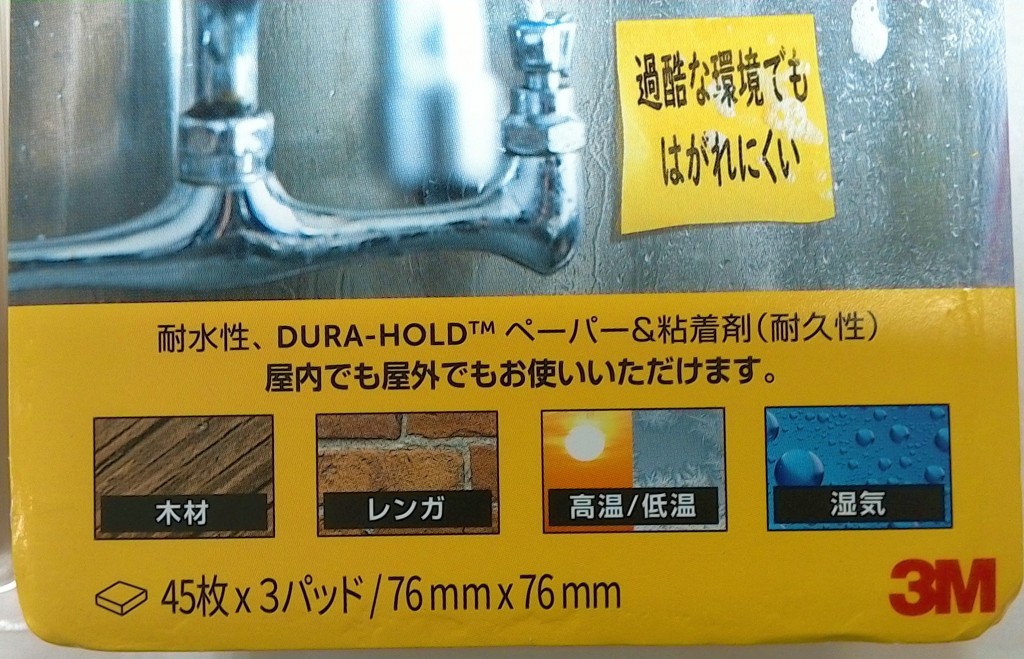 過酷な環境でも
はがれにくい
耐水性、DURA-HOLD™ ペーパー&粘着剤(耐久性)
屋内でも屋外でもお使いいただけます。
木材
レンガ
高温/低温
湿気
45枚 x 3パッド / 76 mm x 76 mm
3M